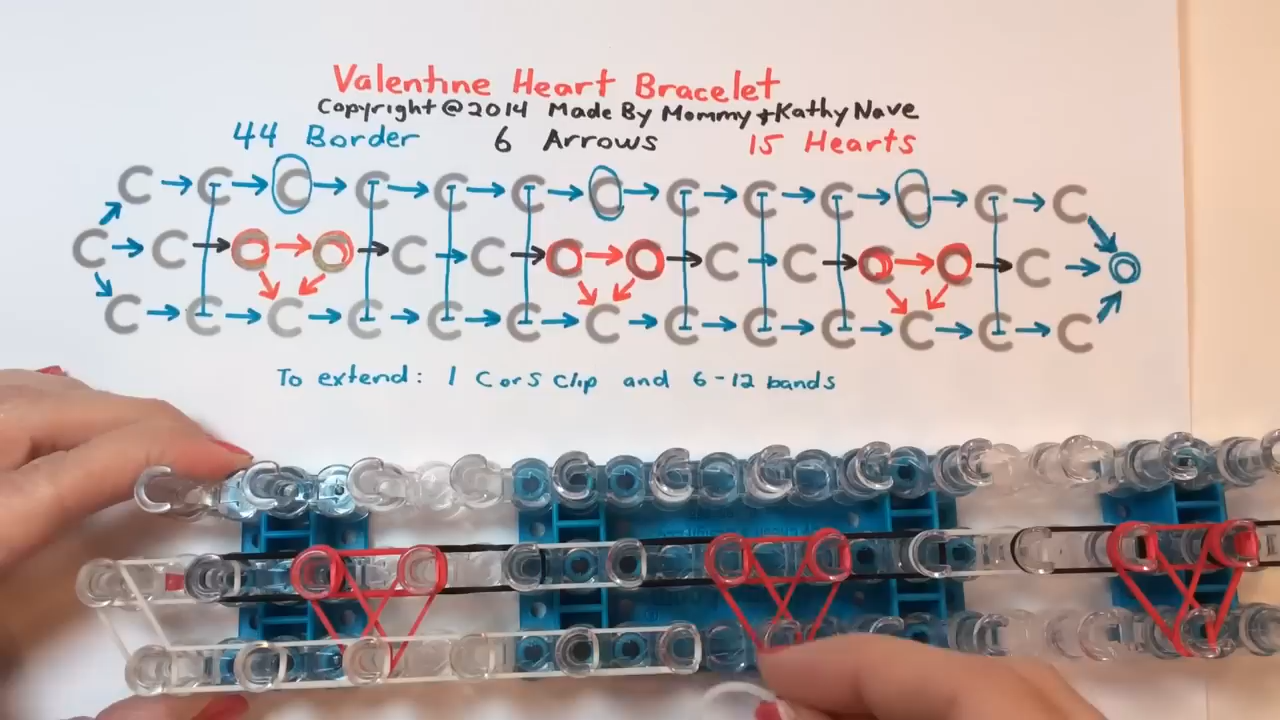 Valentine Heart Bracelet
Copyright @ 2014 Made By Mommy + Kathy Nave
44 Border 6 Arrows 15 Hearts
To extend: 1 C or S clip and 6-12 bands